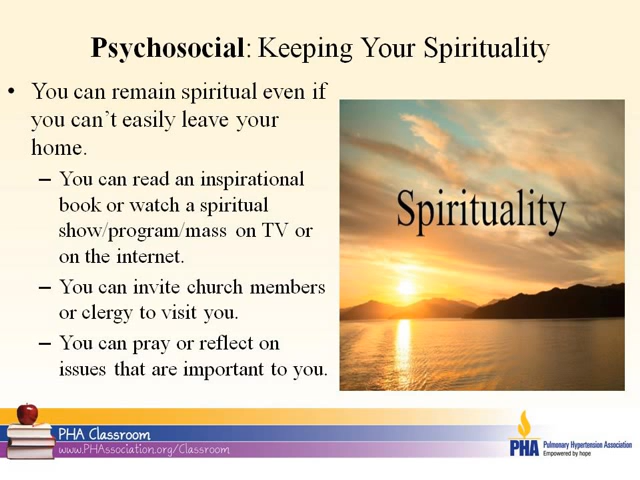 Psychosocial: Keeping Your Spirituality
• You can remain spiritual even if
you can't easily leave your
home.
– You can read an inspirational
book or watch a spiritual
show/program/mass on TV or
on the internet.
– You can invite church members
or clergy to visit you.
– You can pray or reflect on
issues that are important to you.
Spirituality
PHA Classroom
www.PHAssociation.org/Classroom
PHA Pulmonary Hypertension Association
Empowered by hope